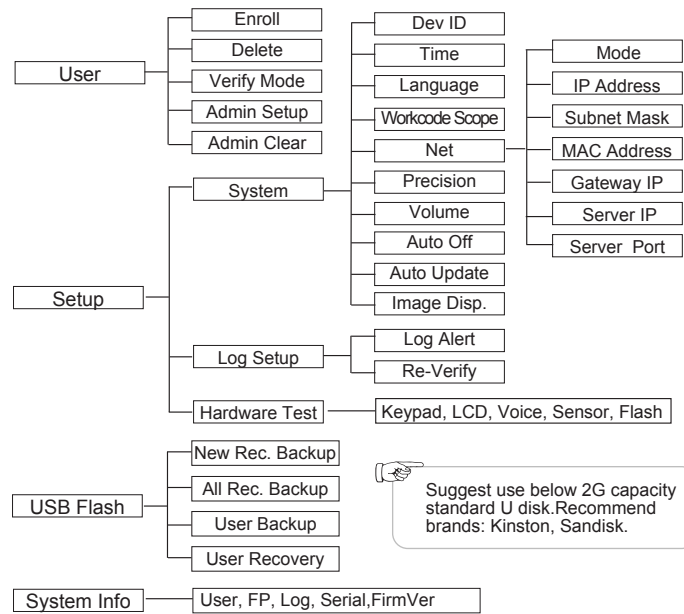 User
Enroll
Delete
Verify Mode
Admin Setup
Admin Clear
Setup
System
Dev ID
Time
Language
Workcode Scope
Net
Precision
Volume
Auto Off
Auto Update
Image Disp.
Mode
IP Address
Subnet Mask
MAC Address
Gateway IP
Server IP
Server Port
Log Setup
Log Alert
Re-Verify
Hardware Test
Keypad, LCD, Voice, Sensor, Flash
USB Flash
New Rec. Backup
All Rec. Backup
User Backup
User Recovery
Suggest use below 2G capacity
standard U disk.Recommend
brands: Kinston, Sandisk.
System Info
User, FP, Log, Serial,FirmVer